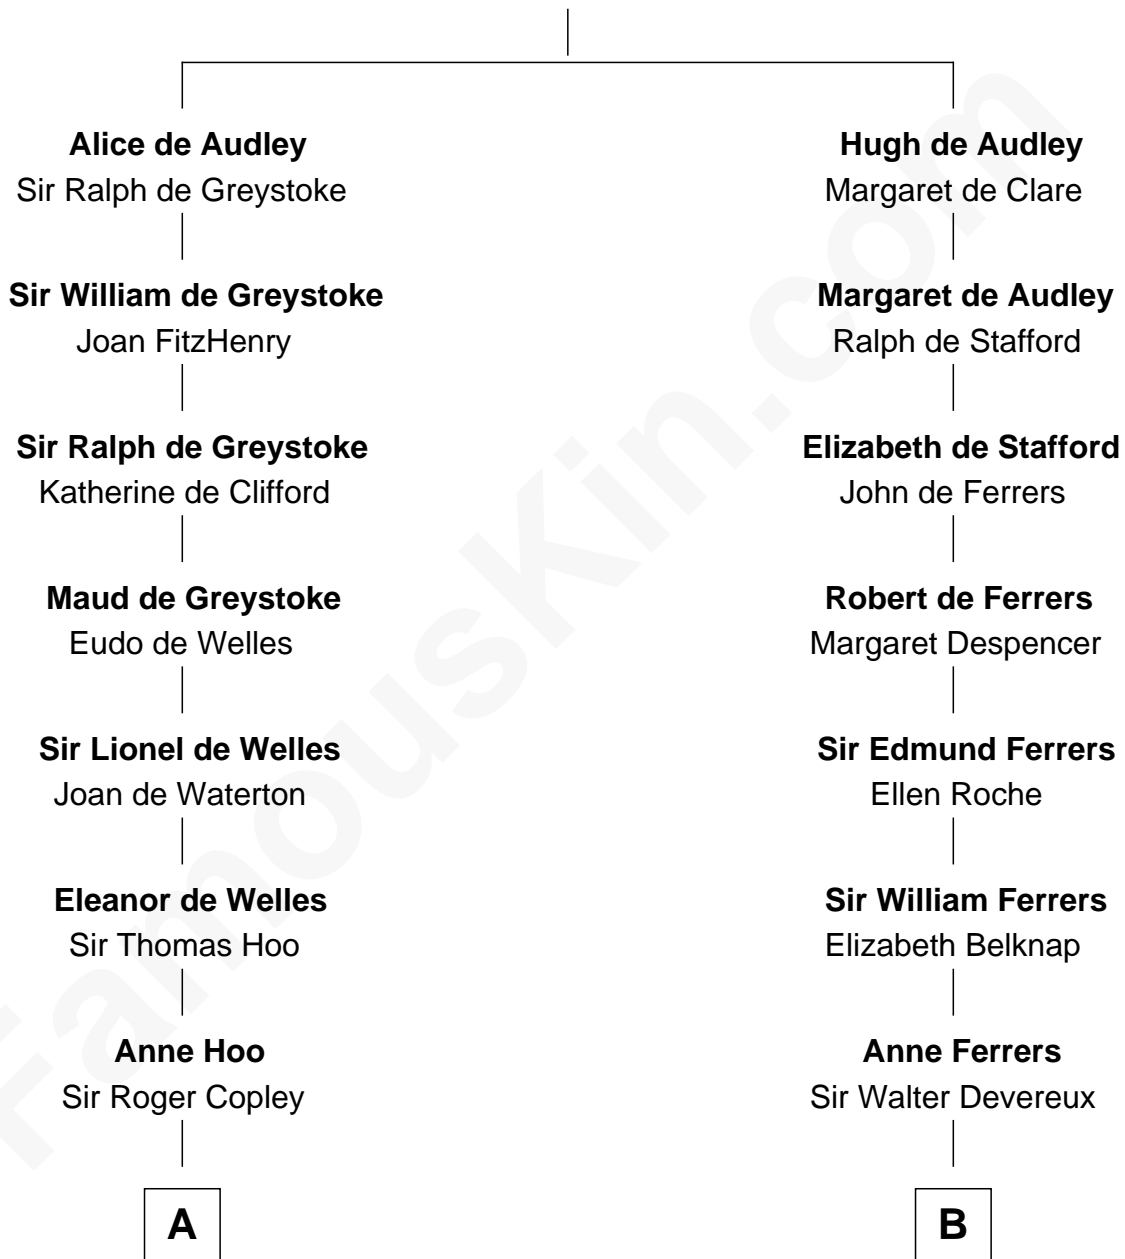 Alice de Audley
Sir Ralph de Greystoke
Sir William de Greystoke
Joan FitzHenry
Sir Ralph de Greystoke
Katherine de Clifford
Maud de Greystoke
Eudo de Welles
Sir Lionel de Welles
Joan de Waterton
Eleanor de Welles
Sir Thomas Hoo
Anne Hoo
Sir Roger Copley
A
Hugh de Audley
Margaret de Clare
Margaret de Audley
Ralph de Stafford
Elizabeth de Stafford
John de Ferrers
Robert de Ferrers
Margaret Despencer
Sir Edmund Ferrers
Ellen Roche
Sir William Ferrers
Elizabeth Belknap
Anne Ferrers
Sir Walter Devereux
B
FamousKin.com